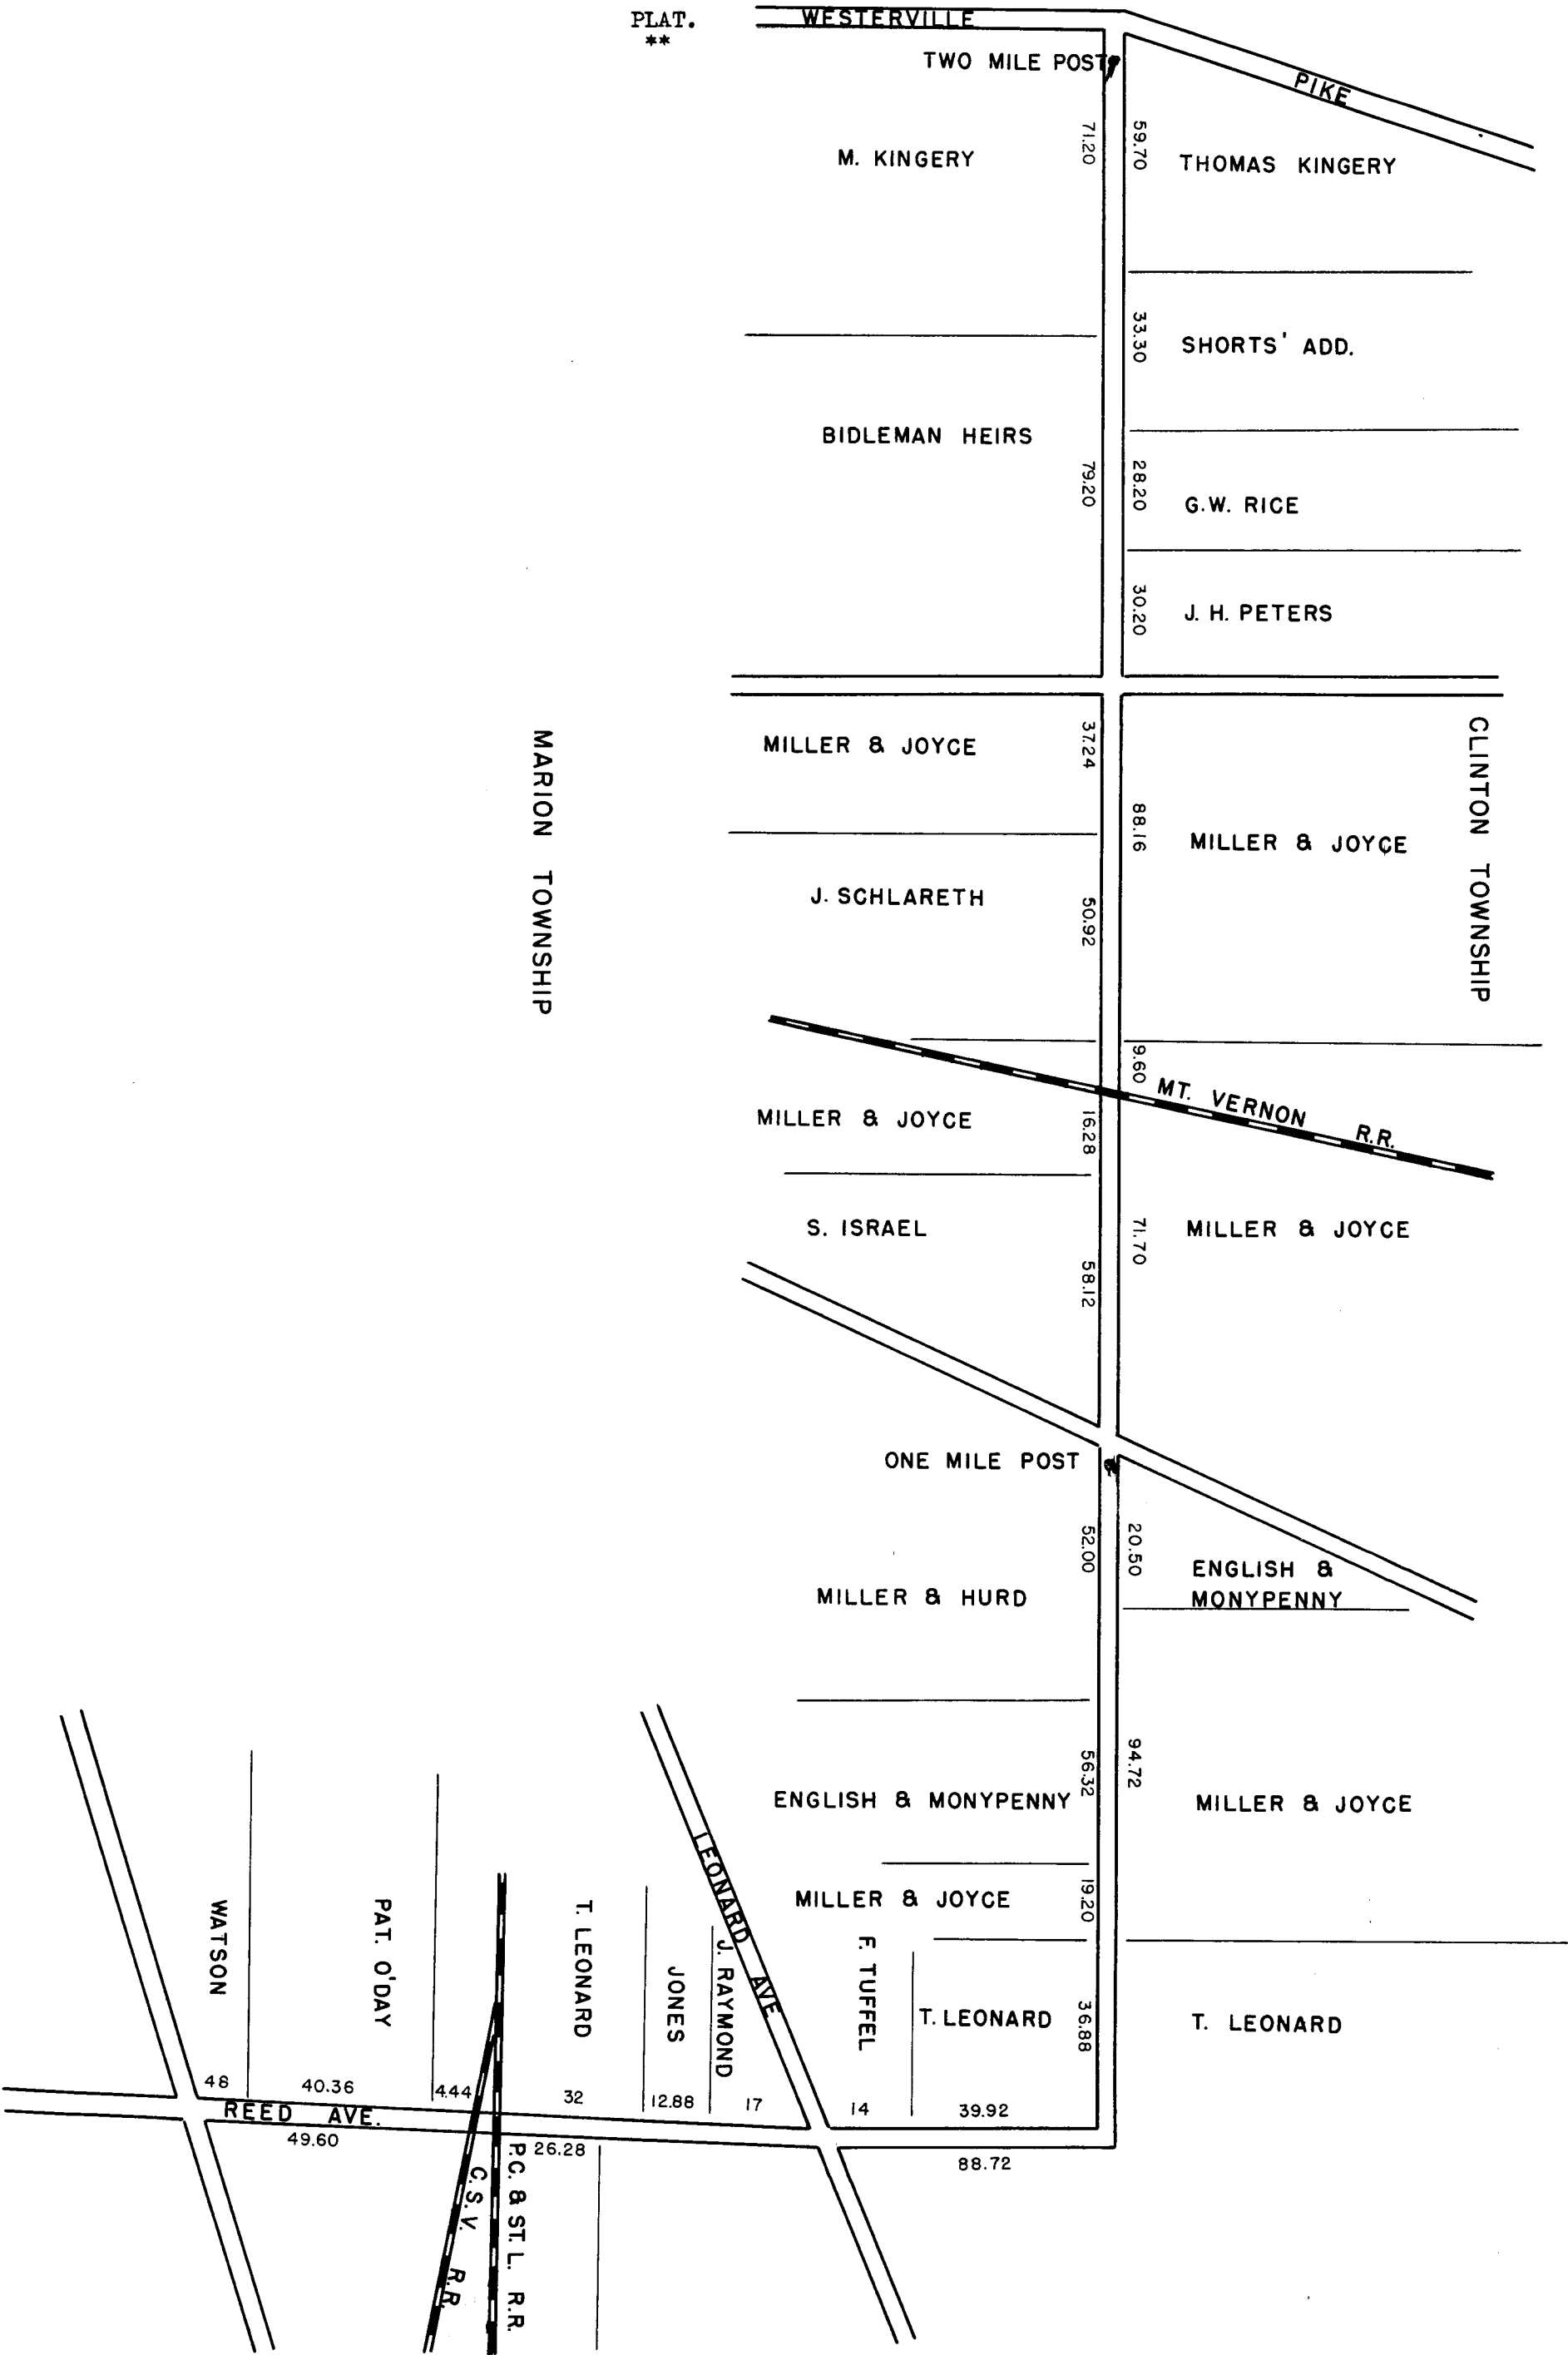 PLAT.
**
WESTERVILLE
PIKE
TWO MILE POST
71.20
59.70
M. KINGERY
THOMAS KINGERY
33.30
SHORTS' ADD.
BIDLEMAN HEIRS
79.20
28.20
G.W. RICE
30.20
J. H. PETERS
MARION TOWNSHIP
CLINTON TOWNSHIP
MILLER & JOYCE
37.24
88.16
MILLER & JOYCE
J. SCHLARETH
50.92
9.60
MT. VERNON R.R.
MILLER & JOYCE
16.28
S. ISRAEL
71.70
MILLER & JOYCE
58.12
ONE MILE POST
52.00
20.50
ENGLISH &
MONYPENNY
MILLER & HURD
56.32
94.72
ENGLISH & MONYPENNY
MILLER & JOYCE
LEONARD AVE
MILLER & JOYCE
19.20
WATSON
PAT. O'DAY
T. LEONARD
JONES
J. RAYMOND
F. TUFFEL
T. LEONARD
36.88
T. LEONARD
48
40.36
4.44
32
12.88
17
14
39.92
REED AVE.
49.60
26.28
88.72
C.S.V. R.R.
P.C. & ST. L. R.R.